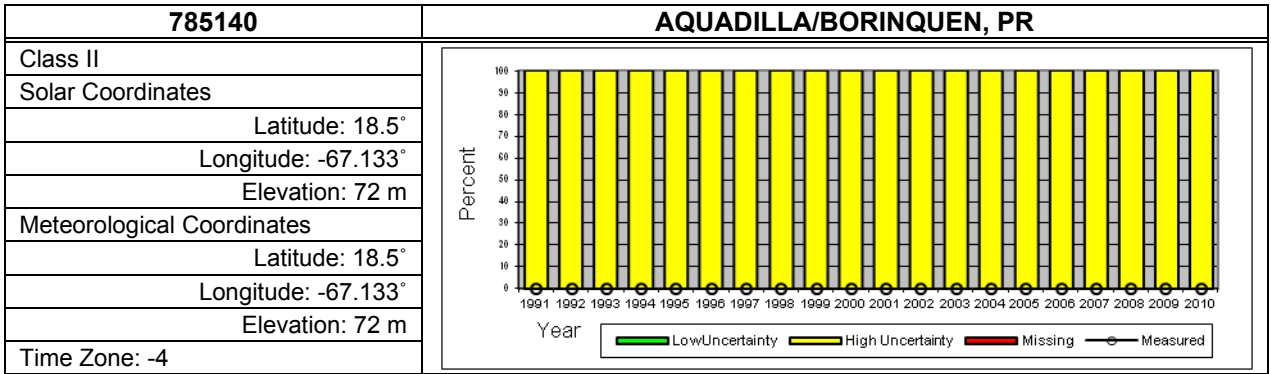 785140
AQUADILLA/BORINQUEN, PR
Class II
Solar Coordinates
Latitude: 18.5˚
Longitude: -67.133˚
Elevation: 72 m
Meteorological Coordinates
Latitude: 18.5˚
Longitude: -67.133˚
Elevation: 72 m
Time Zone: -4
Percent
100
90
80
70
60
50
40
30
20
10
0
1991 1992 1993 1994 1995 1996 1997 1998 1999 2000 2001 2002 2003 2004 2005 2006 2007 2008 2009 2010
Year
LowUncertainty High Uncertainty Missing Measured